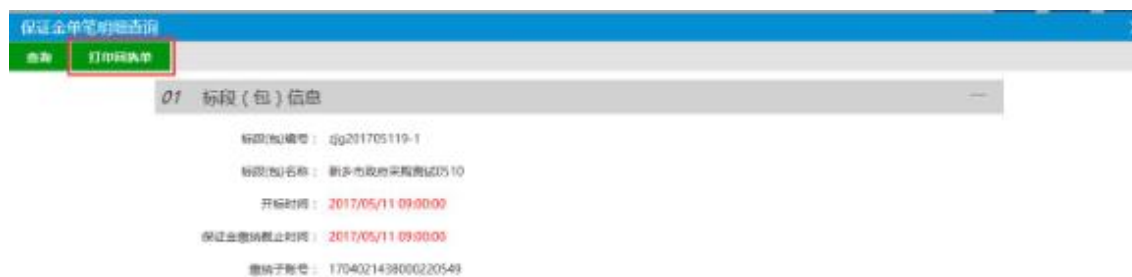 保证金单笔明细查询
查询 打印回执单
01 标段（包）信息
标段(包)编号： zjg201705119-1
标段(包)名称： 新乡市政府采购测试0510
开标时间： 2017/05/11 09:00:00
保证金缴纳截止时间： 2017/05/11 09:00:00
缴纳子账号： 1704021438000220549